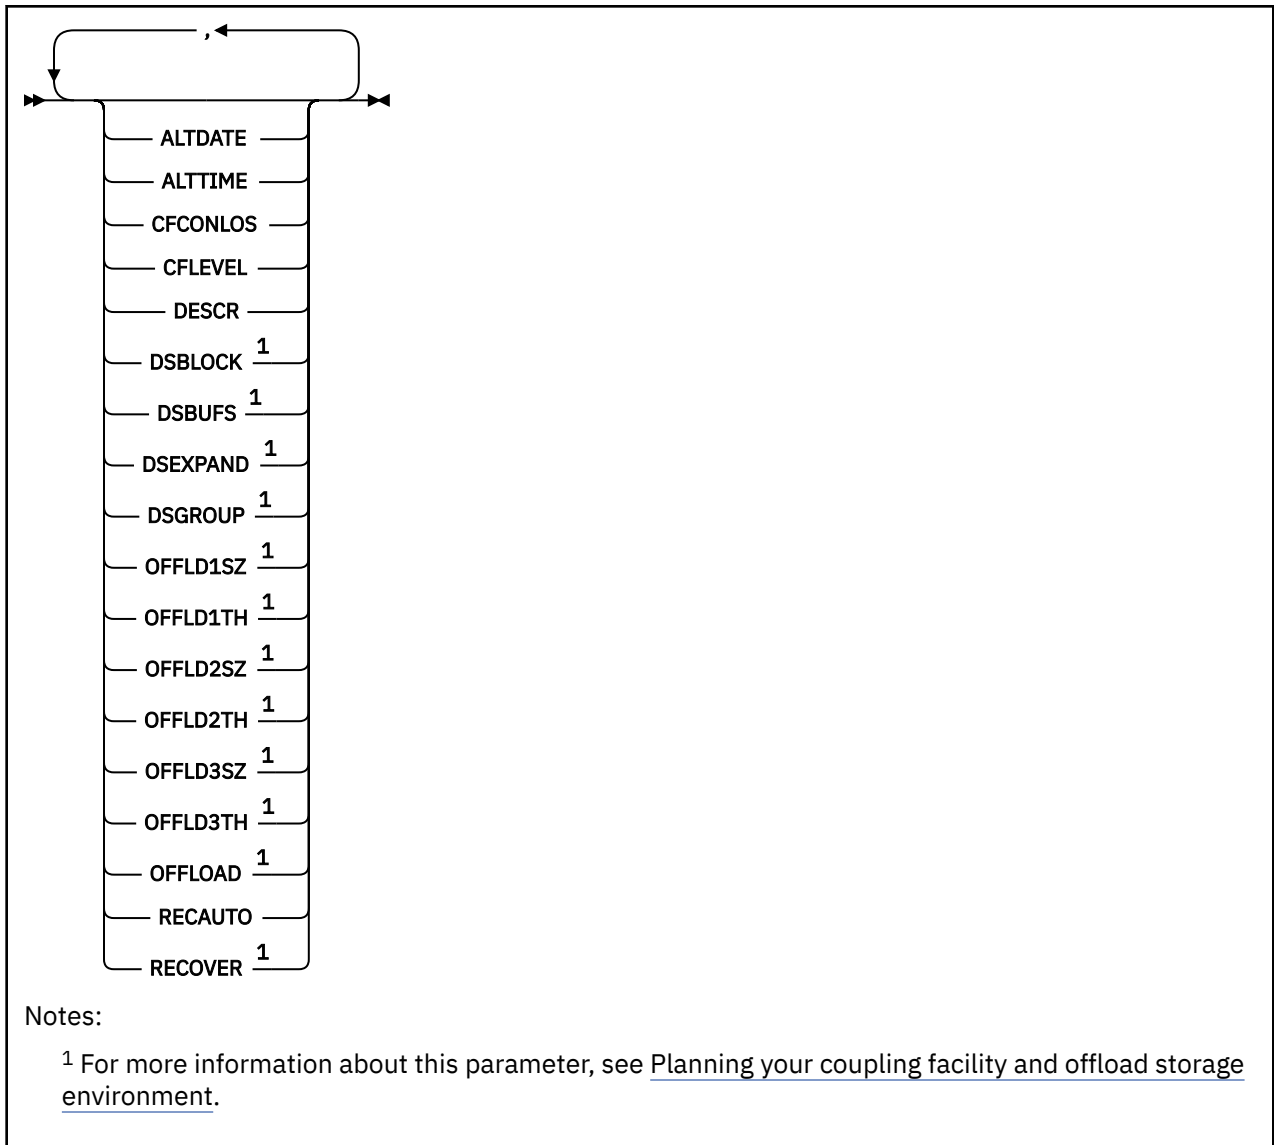 ,
ALTDATE
ALTTIME
CFCONLOS
CFLEVEL
DESCR
DSBLOCK 1
DSBUFS 1
DSEXPAND 1
DSGROUP 1
OFFLD1SZ 1
OFFLD1TH 1
OFFLD2SZ 1
OFFLD2TH 1
OFFLD3SZ 1
OFFLD3TH 1
OFFLOAD 1
RECAUTO
RECOVER 1
Notes:
1 For more information about this parameter, see Planning your coupling facility and offload storage
environment.